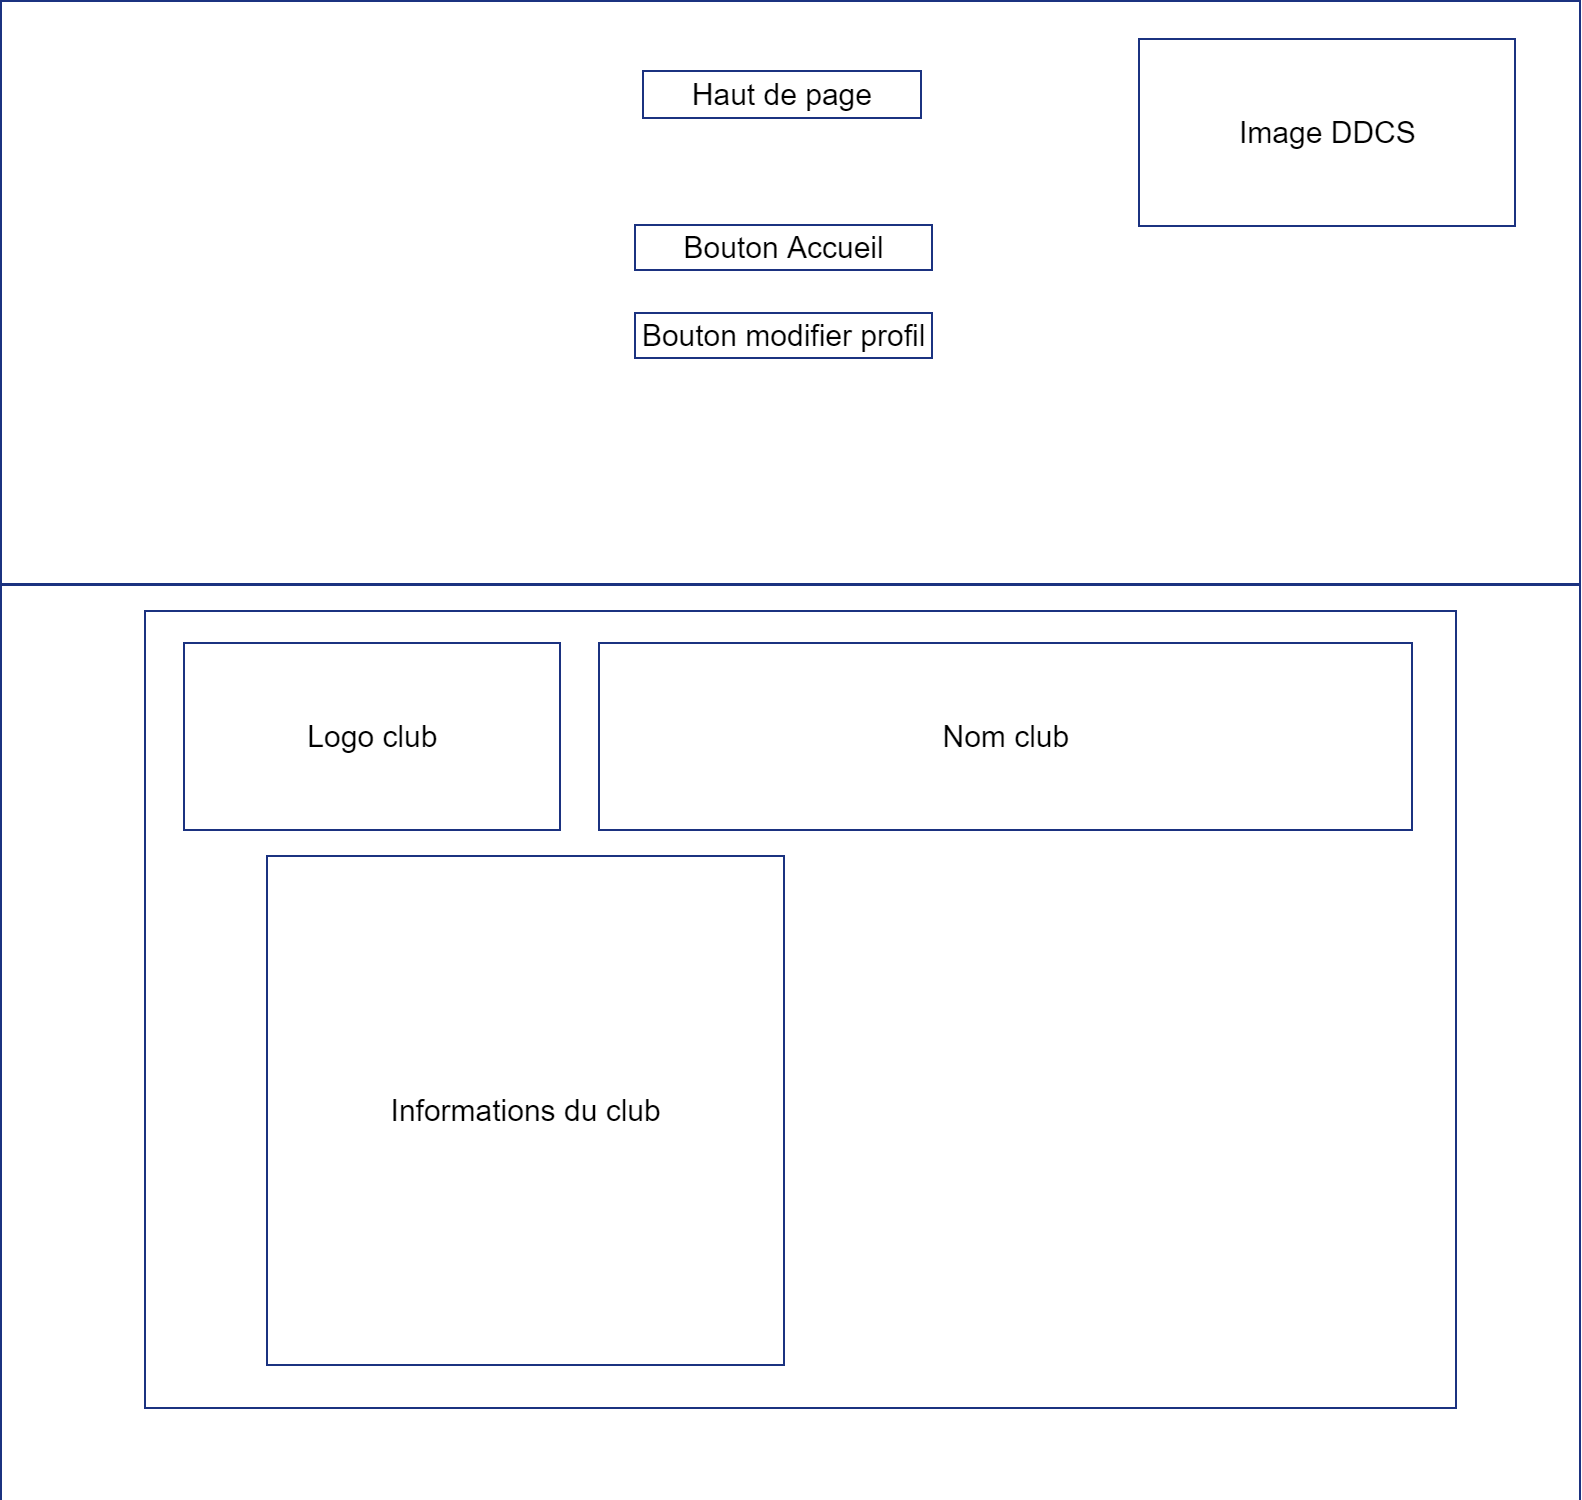 Haut de page
Image DDCS
Bouton Accueil
Bouton modifier profil
Logo club
Nom club
Informations du club